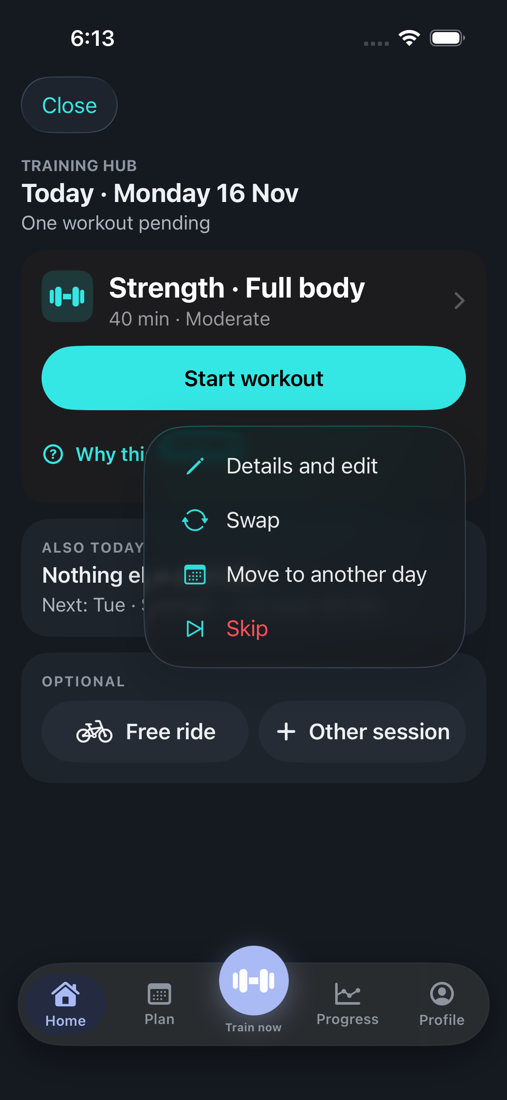 6:13
Close
TRAINING HUB
Today · Monday 16 Nov
One workout pending
Strength · Full body
40 min · Moderate
Start workout
Why thi
Details and edit
Swap
Move to another day
Skip
ALSO TODAY
Nothing el
Next: Tue ·
OPTIONAL
Free ride
+ Other session
Home
Plan
Train now
Progress
Profile